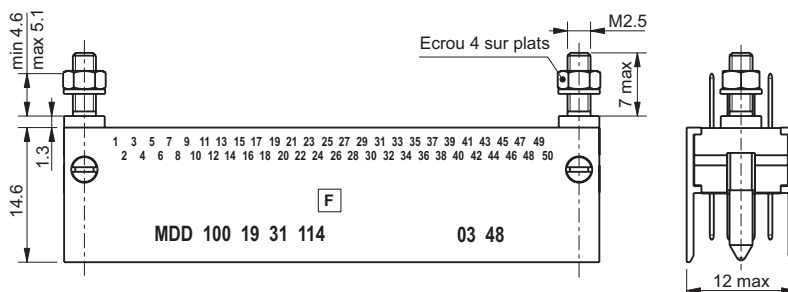 min 4.6
max 5.1
Ecrou 4 sur plats
M2.5
7 max
1.3
14.6
1 3 5 7 9 11 13 15 17 19 21 23 25 27 29 31 33 35 37 39 41 43 45 47 49
2 4 6 8 10 12 14 16 18 20 22 24 26 28 30 32 34 36 38 40 42 44 46 48 50
F
MDD 100 19 31 114 03 48
12 max